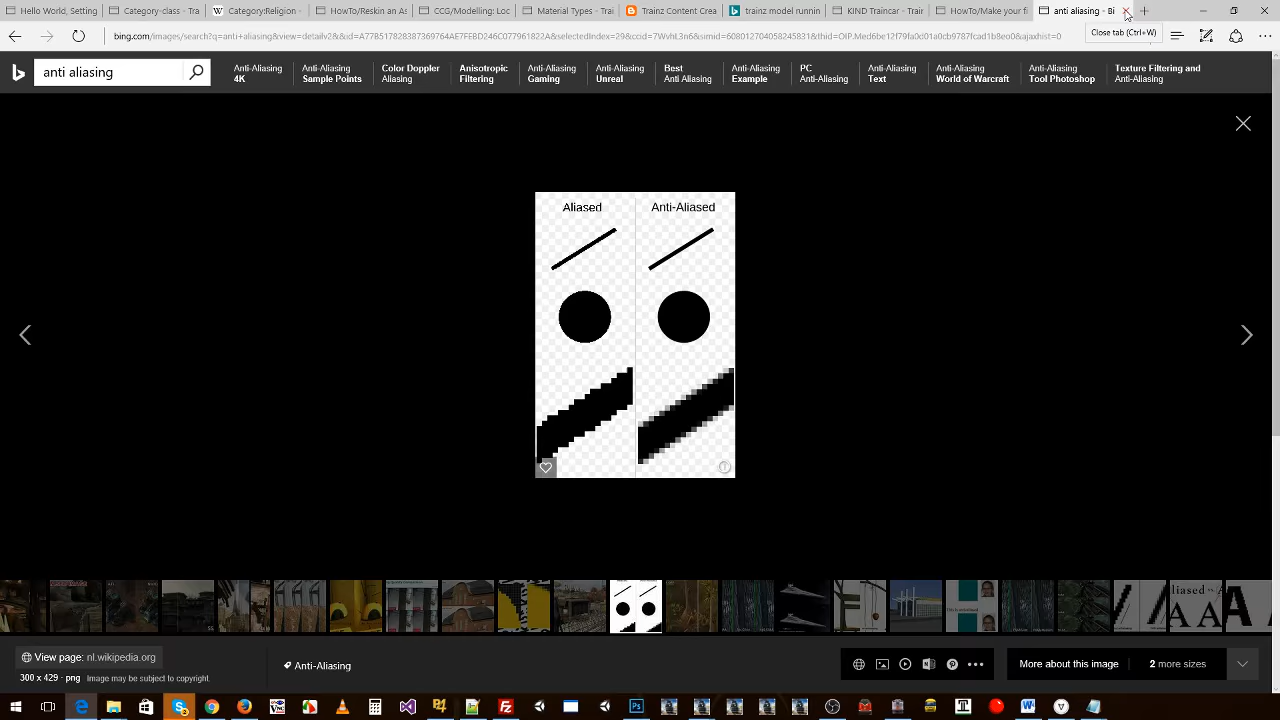 Hello World, Setting
Category-class - Tra
Category:Religion -
HowTo/Reskin an As
CCG/Modelling: Loc
Material Types - Trai
Trainz Content Crea
trainz model runnin
KIND Traincar - Train
HowTo/Make your fi
anti aliasing - Bi
Close tab (Ctrl+W)
anti aliasing
Anti-Aliasing
4K
Anti-Aliasing
Sample Points
Color Doppler
Aliasing
Anisotropic
Filtering
Anti-Aliasing
Gaming
Anti-Aliasing
Unreal
Best
Anti Aliasing
Anti-Aliasing
Example
PC
Anti-Aliasing
Anti-Aliasing
Text
Anti-Aliasing
World of Warcraft
Anti-Aliasing
Tool Photoshop
Texture Filtering and
Anti-Aliasing
Aliased
Anti-Aliased
View page: nl.wikipedia.org
300 x 429 · png
Image may be subject to copyright.
Anti-Aliasing
More about this image
2 more sizes